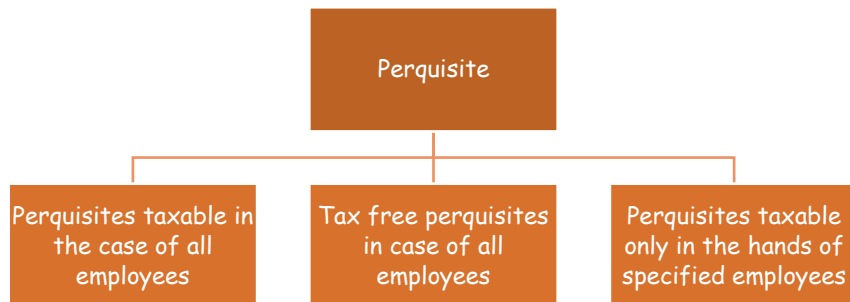 Perquisite
Perquisites taxable in
the case of all
employees
Tax free perquisites
in case of all
employees
Perquisites taxable
only in the hands of
specified employees